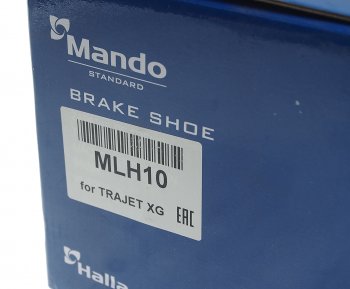 Mando
STANDARD
BRAKE SHOE
MLH10
for TRAJET XG
EAC
Halla